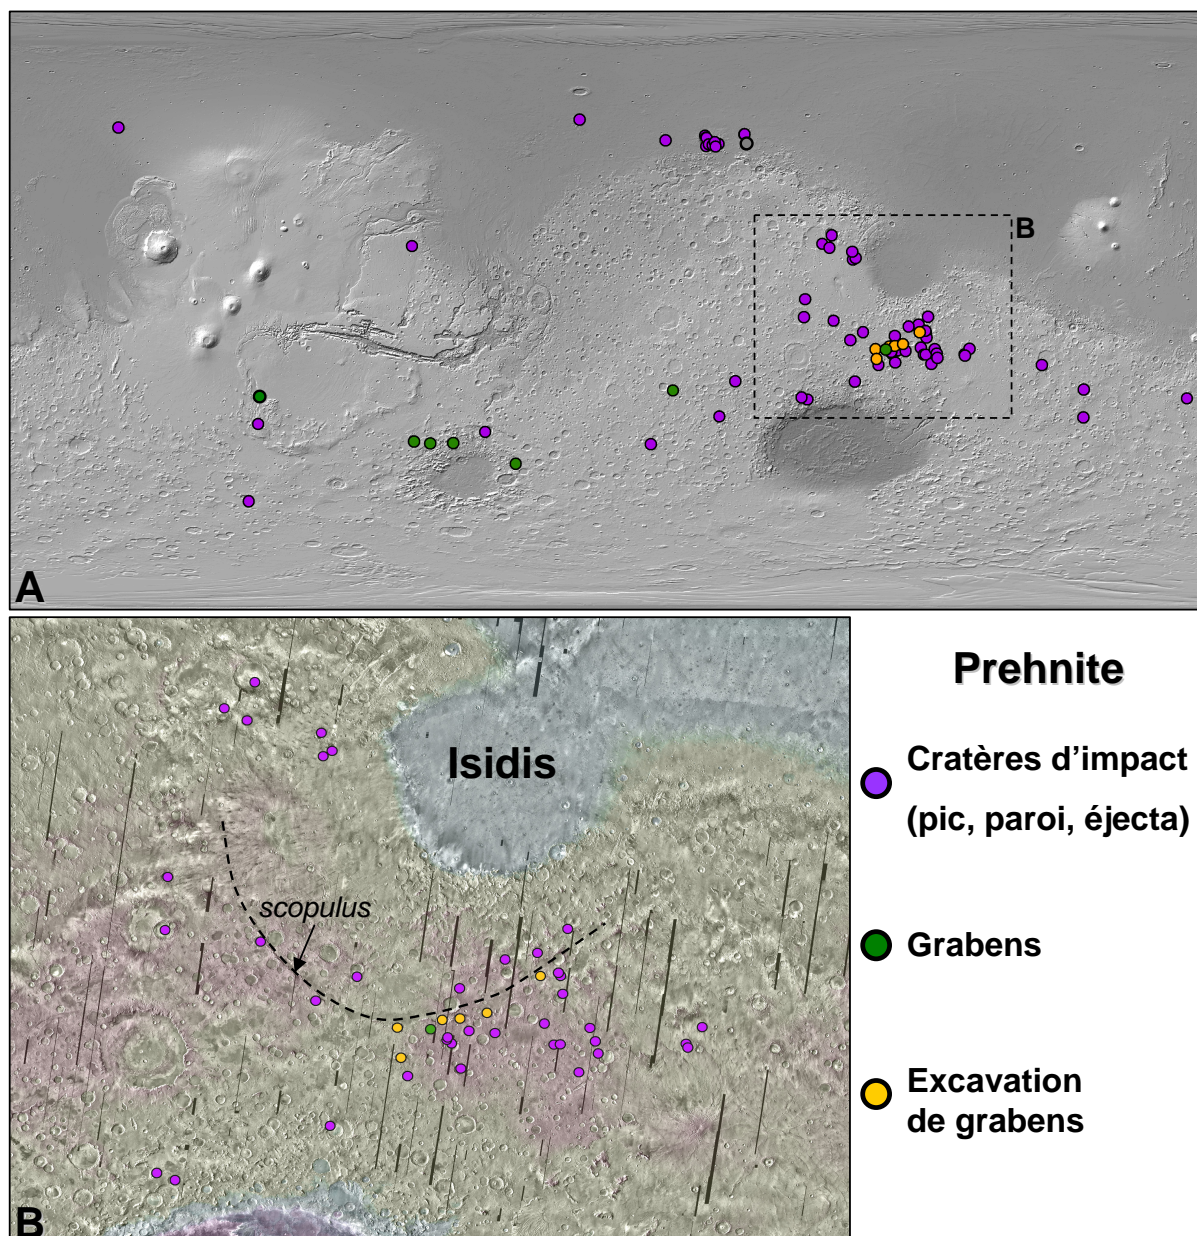 B
A
Isidis
scopulus
B
Prehnite
Cratères d’impact
(pic, paroi, éjecta)
Grabens
Excavation
de grabens